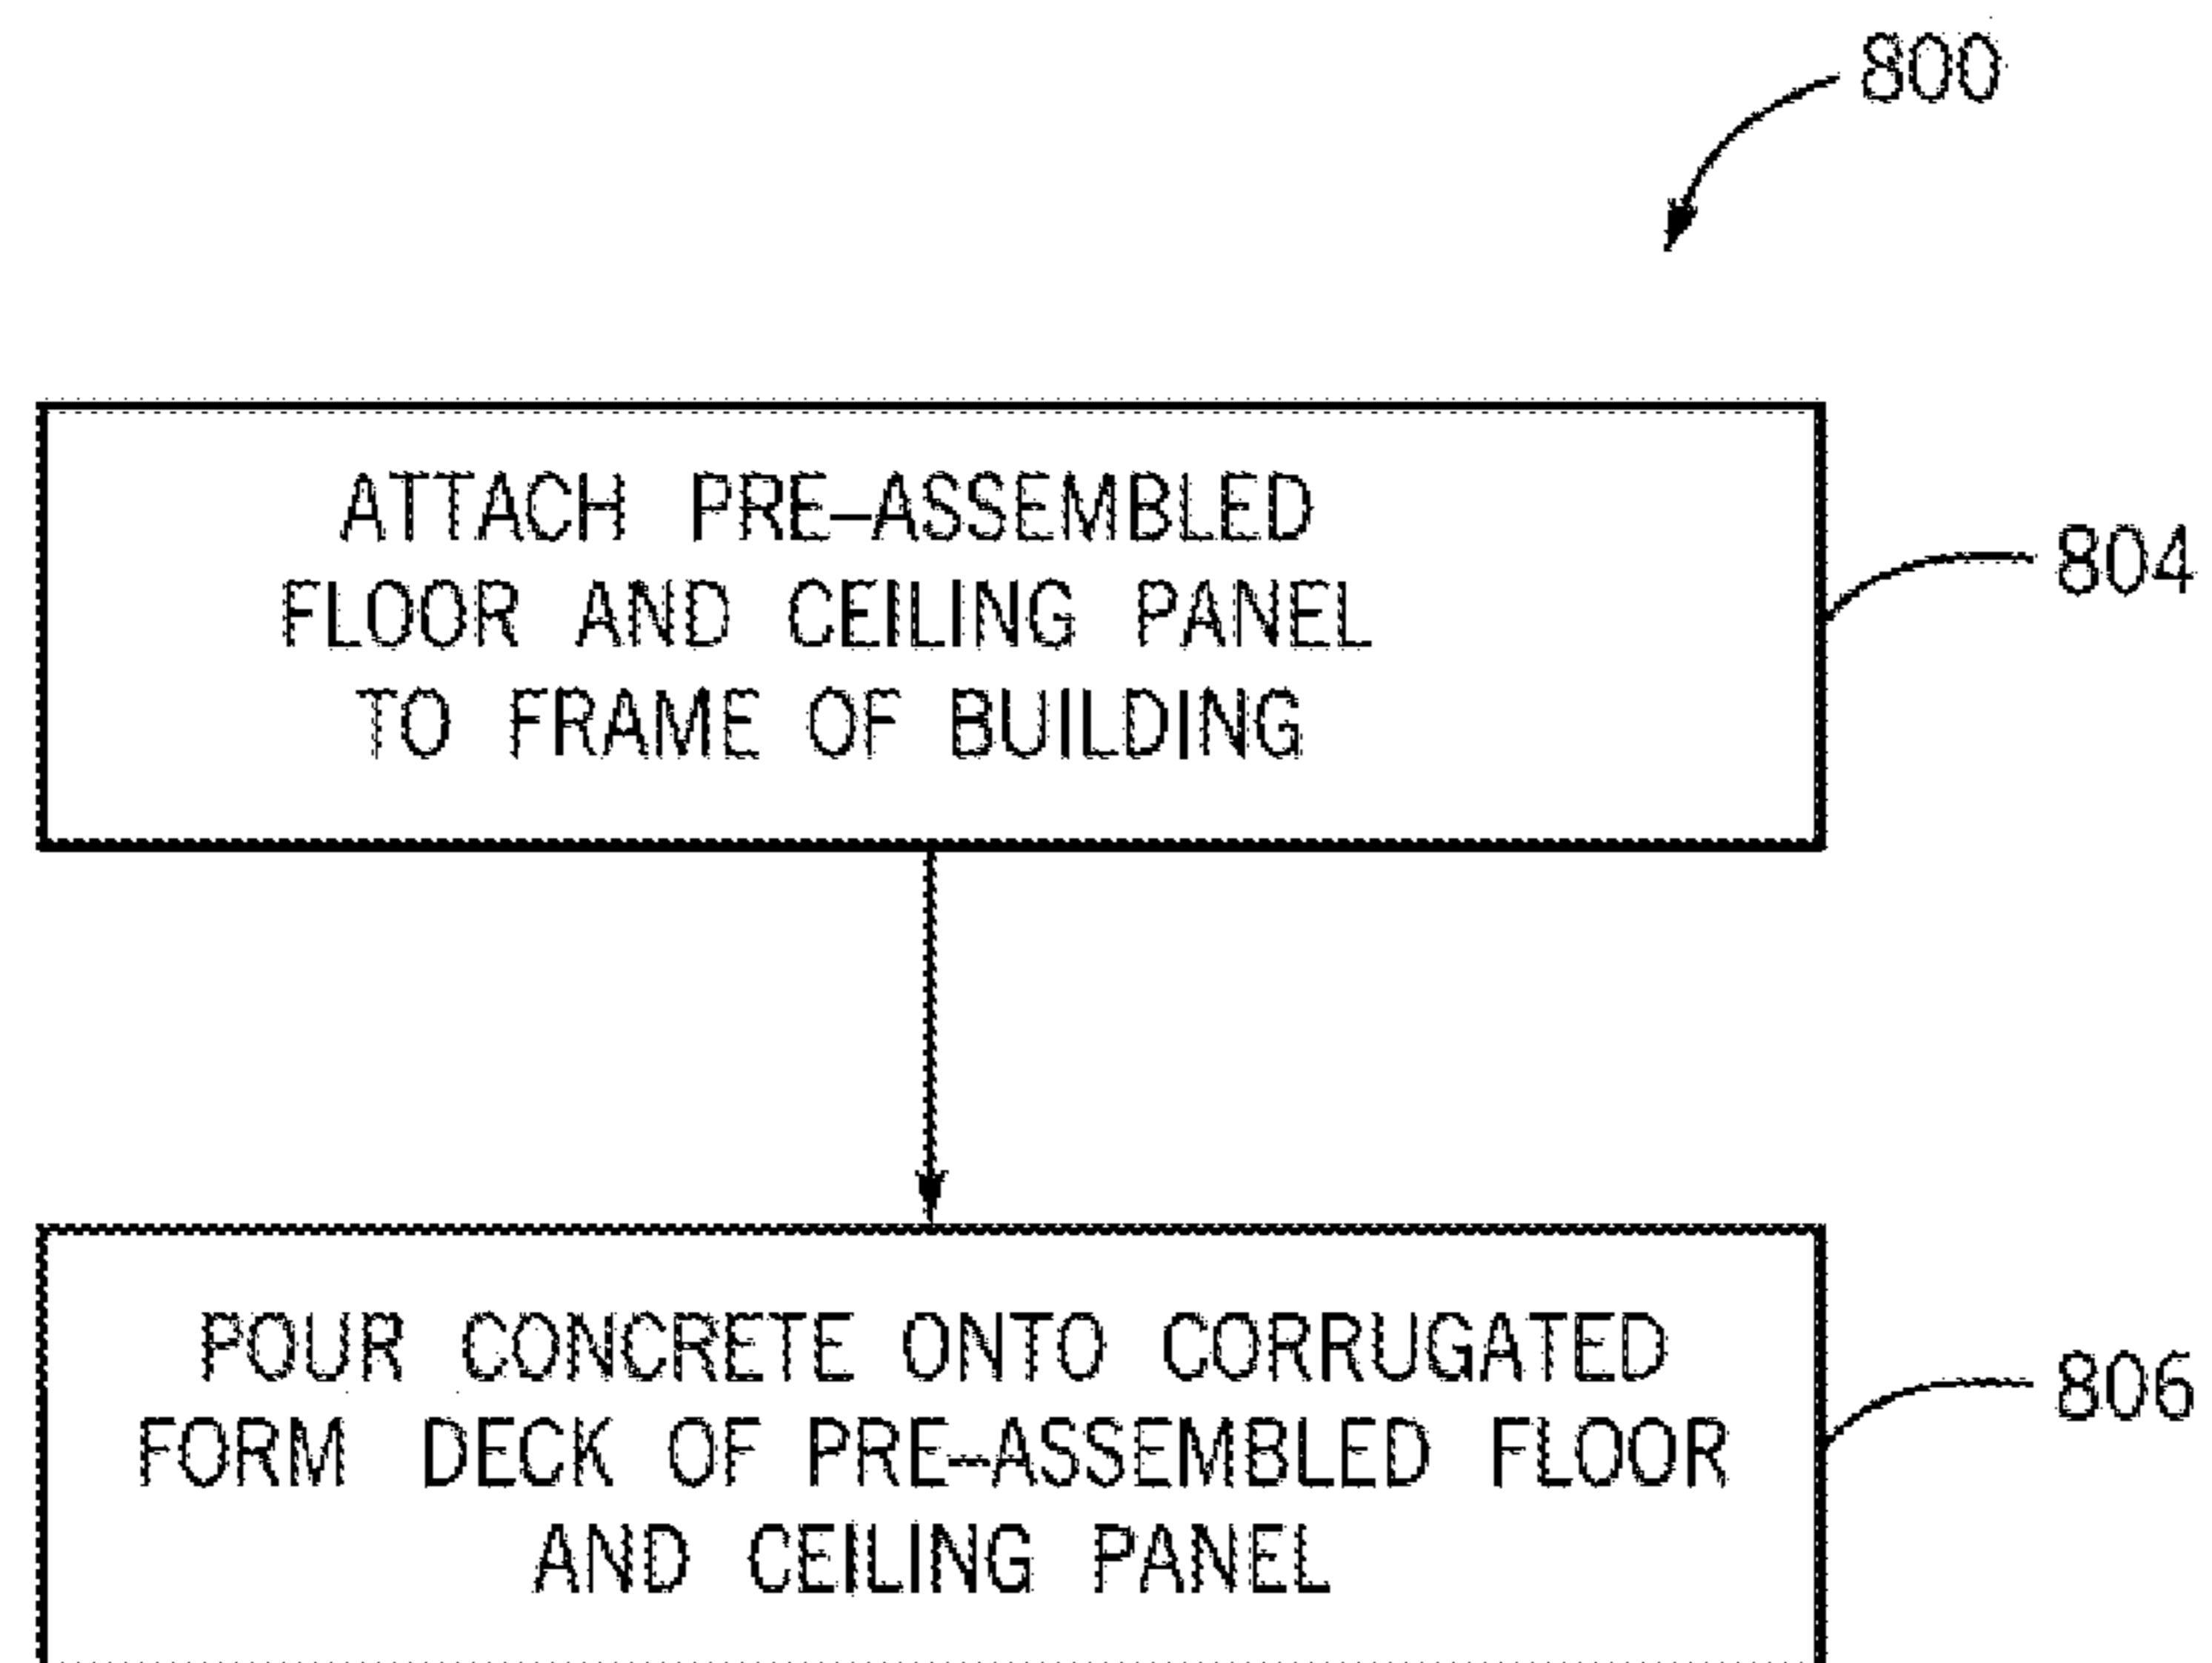 800
ATTACH PRE-ASSEMBLED
FLOOR AND CEILING PANEL
TO FRAME OF BUILDING
804
POUR CONCRETE ONTO CORRUGATED
FORM DECK OF PRE-ASSEMBLED FLOOR
AND CEILING PANEL
806